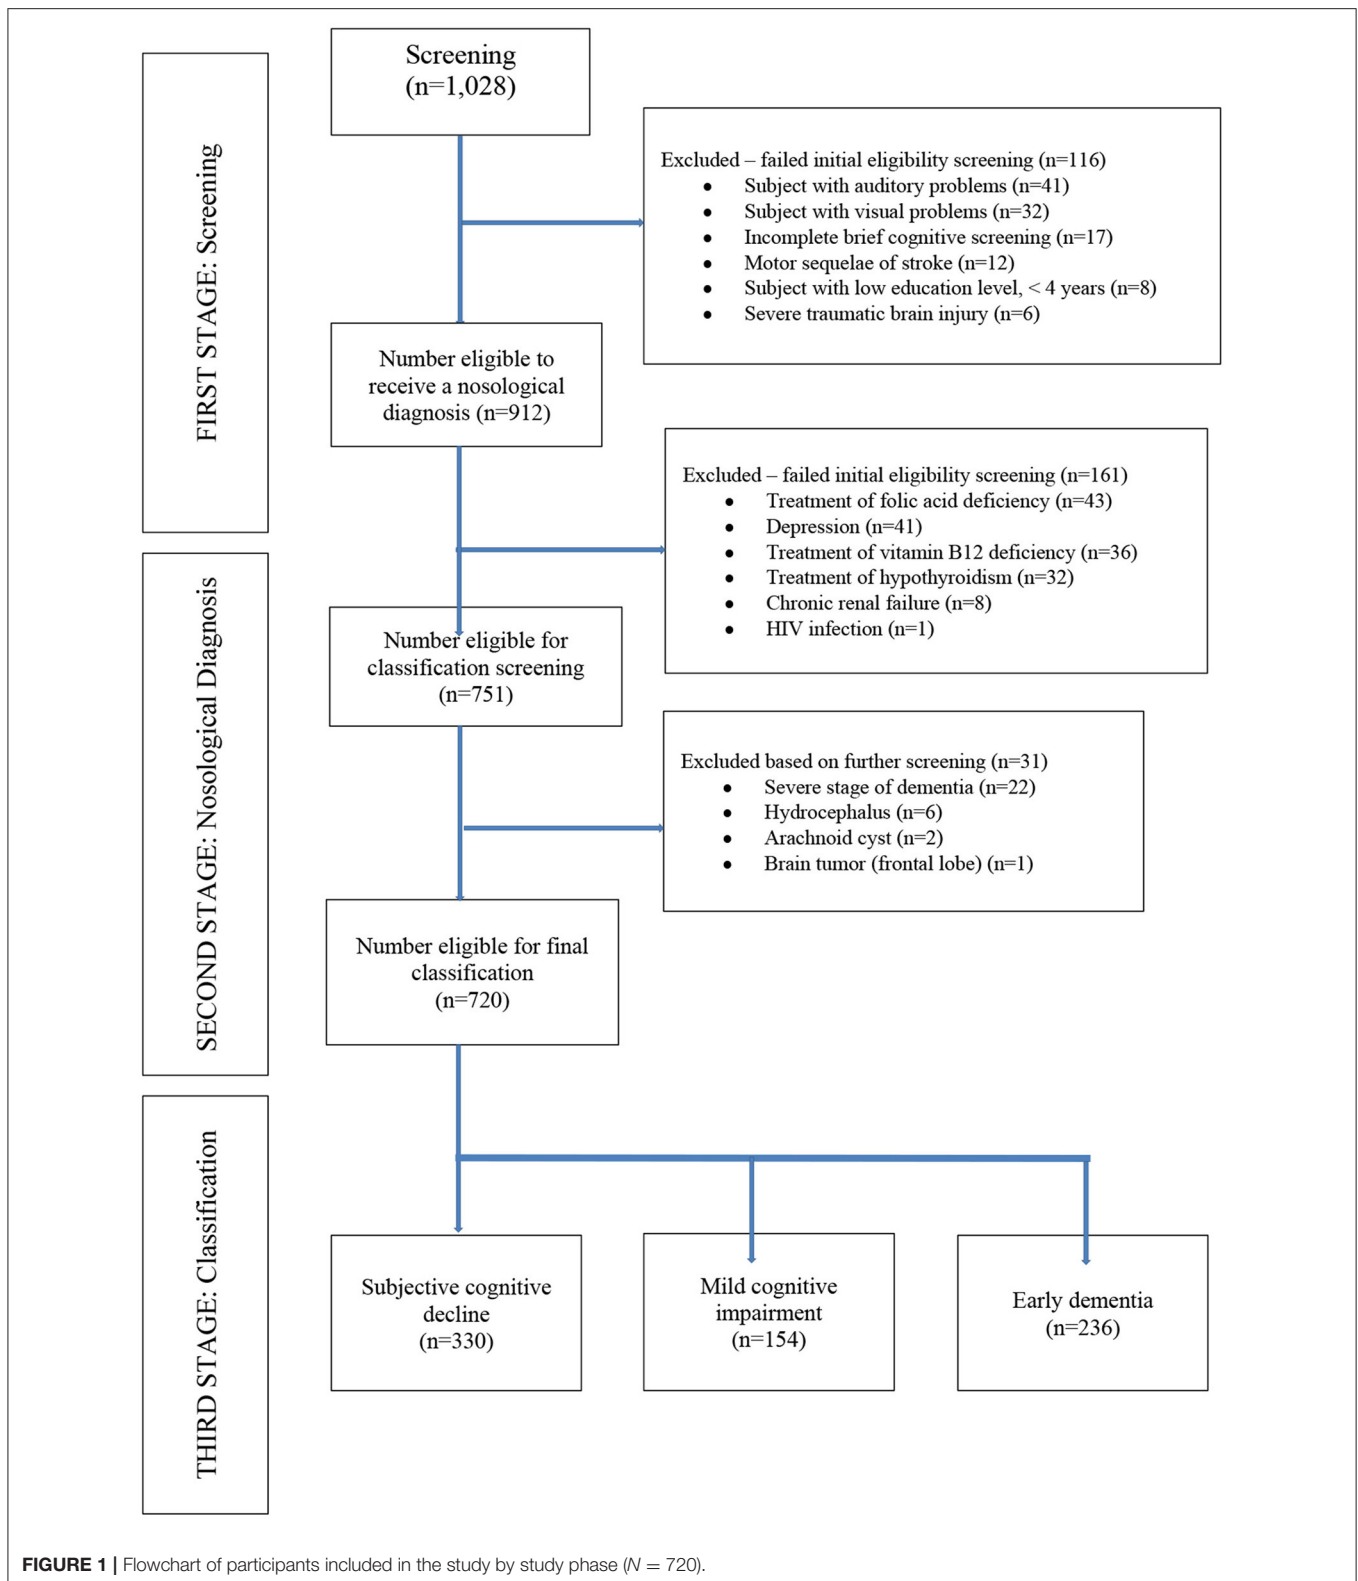 FIRST STAGE: Screening
Screening
(n=1,028)
Excluded – failed initial eligibility screening (n=116)
● Subject with auditory problems (n=41)
● Subject with visual problems (n=32)
● Incomplete brief cognitive screening (n=17)
● Motor sequelae of stroke (n=12)
● Subject with low education level, < 4 years (n=8)
● Severe traumatic brain injury (n=6)
Number eligible to
receive a nosological
diagnosis (n=912)
Excluded – failed initial eligibility screening (n=161)
● Treatment of folic acid deficiency (n=43)
● Depression (n=41)
● Treatment of vitamin B12 deficiency (n=36)
● Treatment of hypothyroidism (n=32)
● Chronic renal failure (n=8)
● HIV infection (n=1)
SECOND STAGE: Nosological Diagnosis
Number eligible for
classification screening
(n=751)
Excluded based on further screening (n=31)
● Severe stage of dementia (n=22)
● Hydrocephalus (n=6)
● Arachnoid cyst (n=2)
● Brain tumor (frontal lobe) (n=1)
Number eligible for final
classification
(n=720)
THIRD STAGE: Classification
Subjective cognitive
decline
(n=330)
Mild cognitive
impairment
(n=154)
Early dementia
(n=236)
FIGURE 1 | Flowchart of participants included in the study by study phase (N = 720).